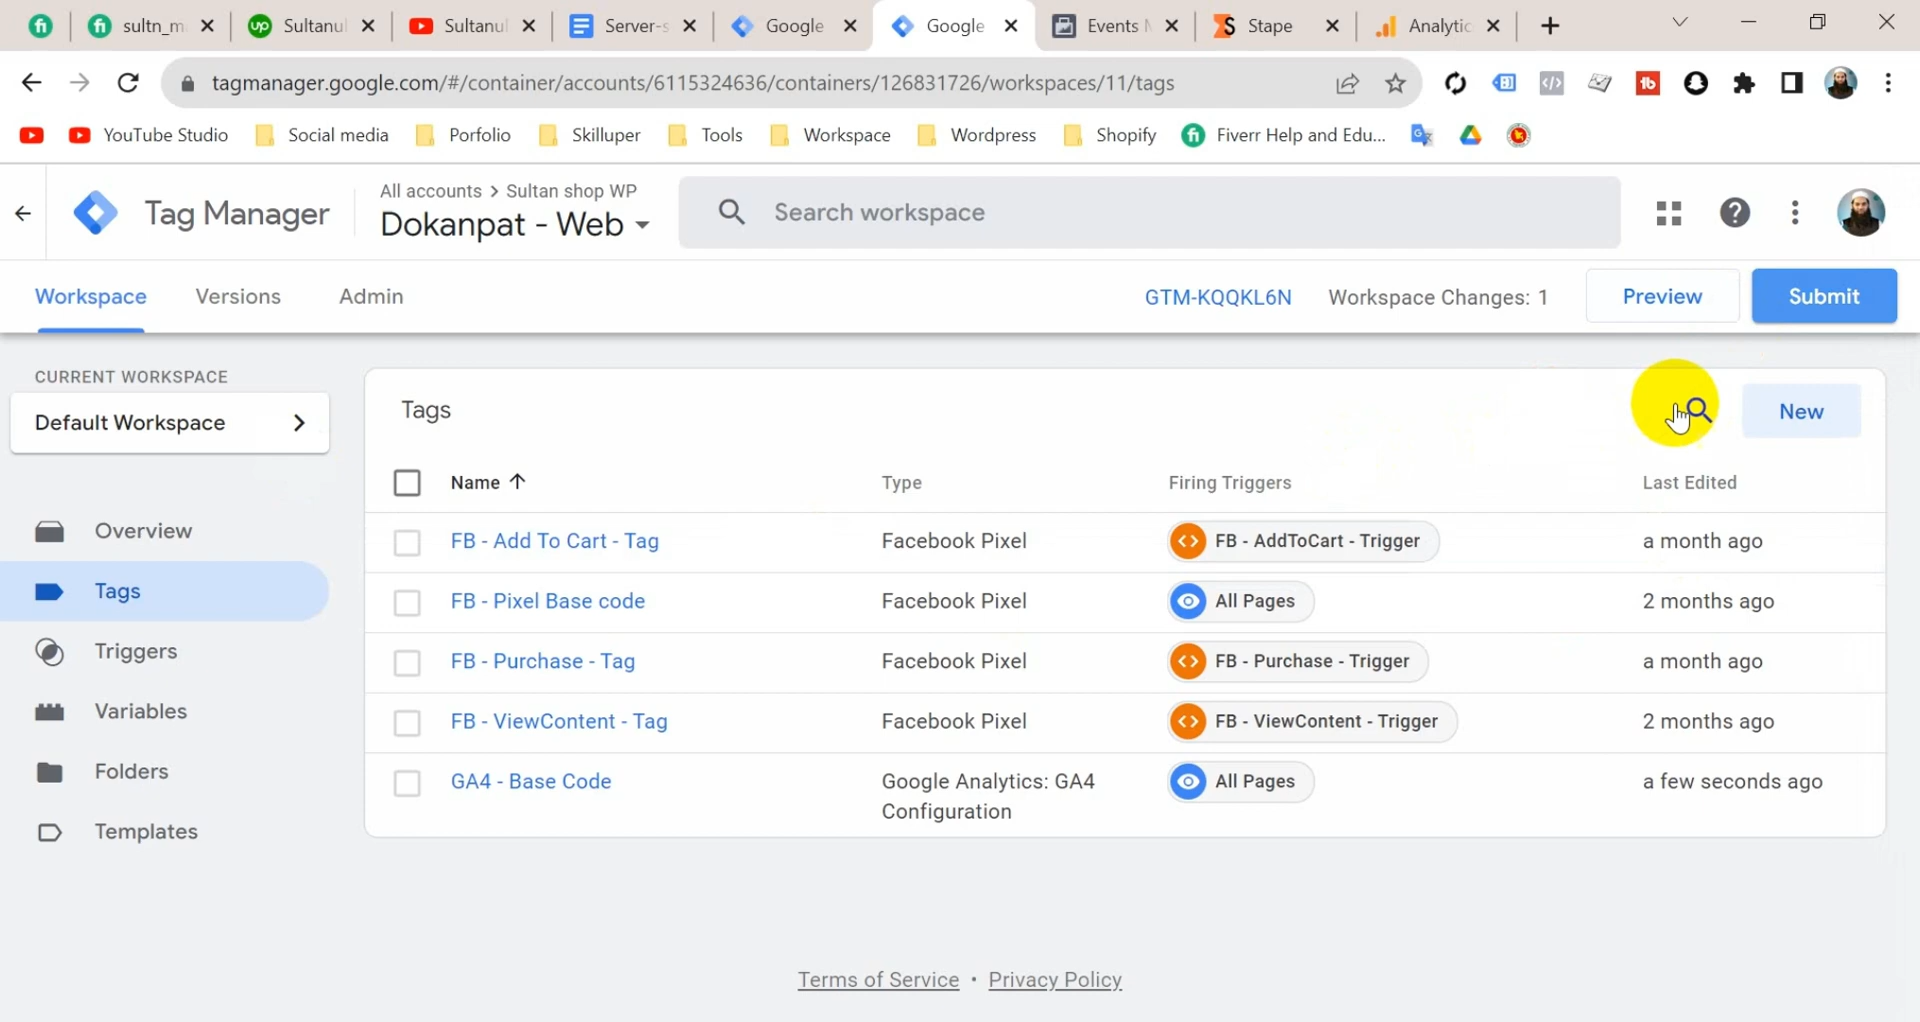 sultn_m
Sultanul
Sultanul
Server-s
Google
Google
Events M
Stape
Analytic
tagmanager.google.com/#/container/accounts/6115324636/containers/126831726/workspaces/11/tags
YouTube Studio
Social media
Porfolio
Skilluper
Tools
Workspace
Wordpress
Shopify
Fiverr Help and Edu...
Tag Manager
All accounts > Sultan shop WP
Dokanpat - Web
Search workspace
Workspace
Versions
Admin
GTM-KQQKL6N
Workspace Changes: 1
Preview
Submit
CURRENT WORKSPACE
Default Workspace
Overview
Tags
Triggers
Variables
Folders
Templates
Tags
New
Name Type Firing Triggers Last Edited
FB - Add To Cart - Tag Facebook Pixel FB - AddToCart - Trigger a month ago
FB - Pixel Base code Facebook Pixel All Pages 2 months ago
FB - Purchase - Tag Facebook Pixel FB - Purchase - Trigger a month ago
FB - ViewContent - Tag Facebook Pixel FB - ViewContent - Trigger 2 months ago
GA4 - Base Code Google Analytics: GA4 All Pages a few seconds ago
Configuration
Terms of Service • Privacy Policy